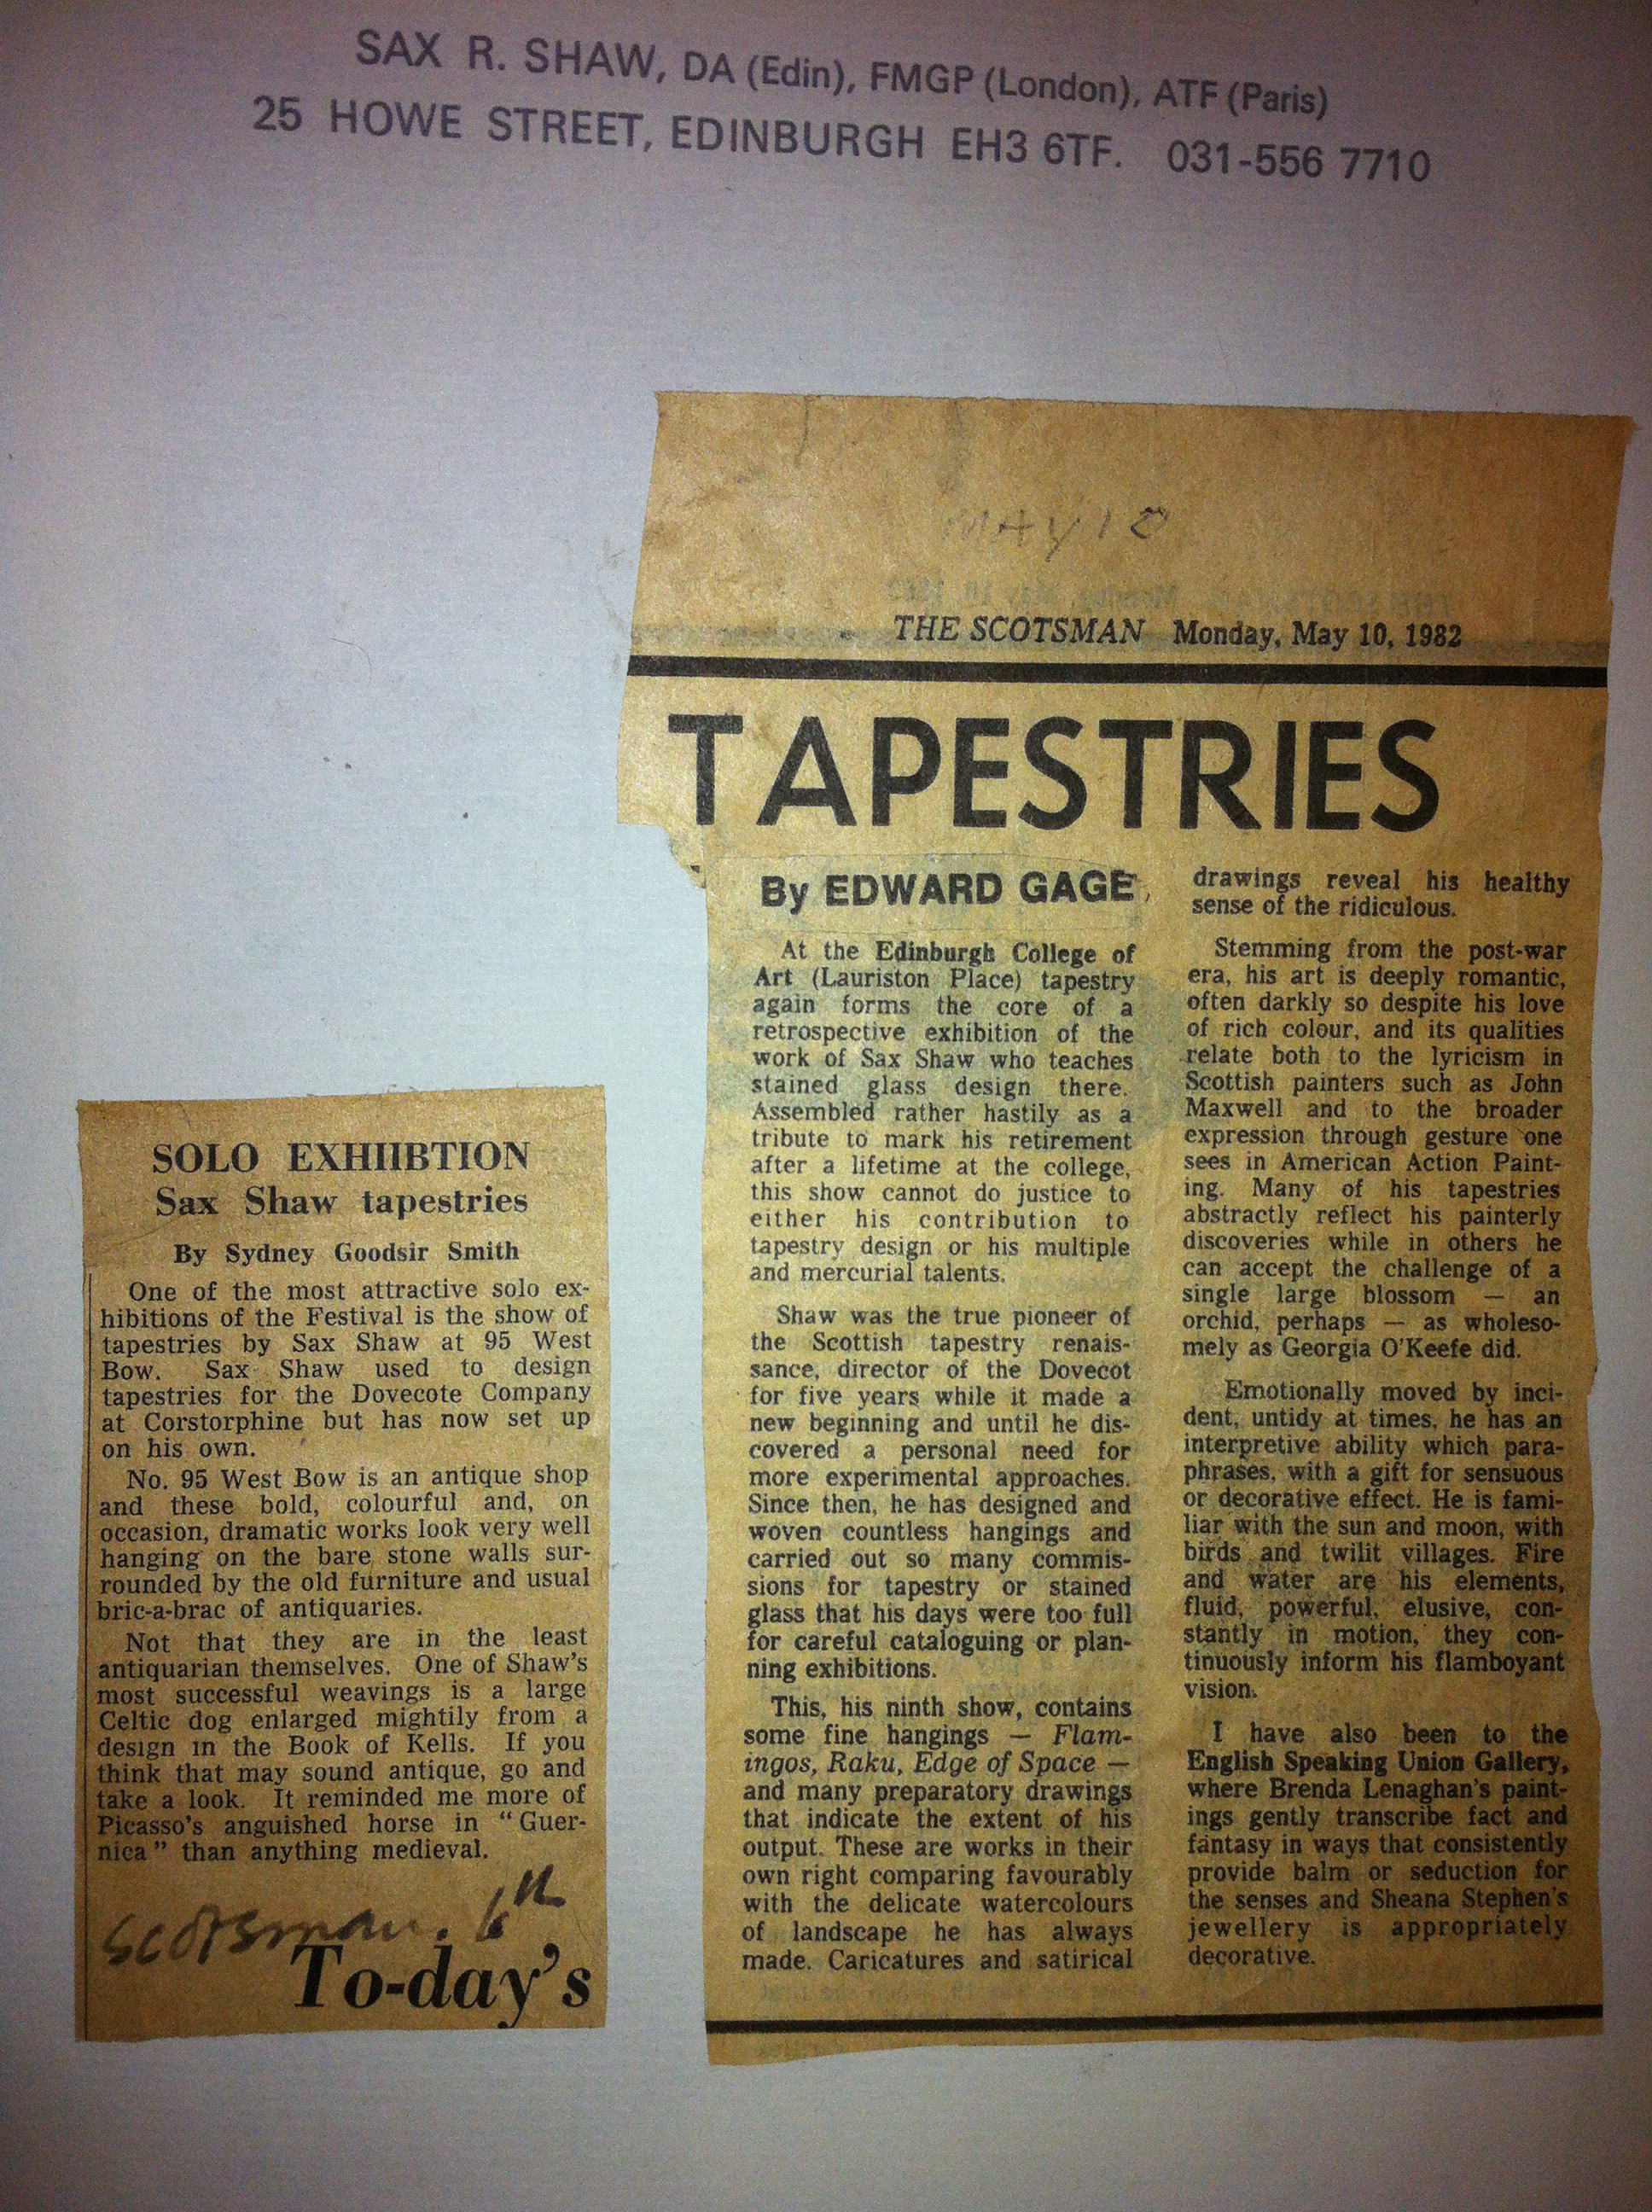 SAX R. SHAW, DA (Edin), FMGP (London), ATF (Paris)
25 HOWE STREET, EDINBURGH EH3 6TF. 031-556 7710
MAY 10
THE SCOTSMAN Monday, May 10, 1982
TAPESTRIES
By EDWARD GAGE
At the Edinburgh College of
Art (Lauriston Place) tapestry
again forms the core of a
retrospective exhibition of the
work of Sax Shaw who teaches
stained glass design there.
Assembled rather hastily as a
tribute to mark his retirement
after a lifetime at the college,
this show cannot do justice to
either his contribution to
tapestry design or his multiple
and mercurial talents.
Shaw was the true pioneer of
the Scottish tapestry renais-
sance, director of the Dovecot
for five years while it made a
new beginning and until he dis-
covered a personal need for
more experimental approaches.
Since then, he has designed and
woven countless hangings and
carried out so many commis-
sions for tapestry or stained
glass that his days were too full
for careful cataloguing or plan-
ning exhibitions.
This, his ninth show, contains
some fine hangings — Flam-
ingos, Raku, Edge of Space —
and many preparatory drawings
that indicate the extent of his
output. These are works in their
own right comparing favourably
with the delicate watercolours
of landscape he has always
made. Caricatures and satirical
drawings reveal his healthy
sense of the ridiculous.
Stemming from the post-war
era, his art is deeply romantic,
often darkly so despite his love
of rich colour, and its qualities
relate both to the lyricism in
Scottish painters such as John
Maxwell and to the broader
expression through gesture one
sees in American Action Paint-
ing. Many of his tapestries
abstractly reflect his painterly
discoveries while in others he
can accept the challenge of a
single large blossom — an
orchid, perhaps — as wholeso-
mely as Georgia O'Keefe did.
Emotionally moved by inci-
dent, untidy at times, he has an
interpretive ability which para-
phrases, with a gift for sensuous
or decorative effect. He is fami-
liar with the sun and moon, with
birds and twilit villages. Fire
and water are his elements,
fluid, powerful, elusive, con-
stantly in motion, they con-
tinuously inform his flamboyant
vision.
I have also been to the
English Speaking Union Gallery,
where Brenda Lenaghan's paint-
ings gently transcribe fact and
fantasy in ways that consistently
provide balm or seduction for
the senses and Sheana Stephen's
jewellery is appropriately
decorative.
SOLO EXHIIBTION
Sax Shaw tapestries
By Sydney Goodsir Smith
One of the most attractive solo ex-
hibitions of the Festival is the show of
tapestries by Sax Shaw at 95 West
Bow. Sax Shaw used to design
tapestries for the Dovecote Company
at Corstorphine but has now set up
on his own.
No. 95 West Bow is an antique shop
and these bold, colourful and, on
occasion, dramatic works look very well
hanging on the bare stone walls sur-
rounded by the old furniture and usual
bric-a-brac of antiquaries.
Not that they are in the least
antiquarian themselves. One of Shaw's
most successful weavings is a large
Celtic dog enlarged mightily from a
design in the Book of Kells. If you
think that may sound antique, go and
take a look. It reminded me more of
Picasso's anguished horse in "Guer-
nica" than anything medieval.
Scotsman. 6th
To-day's